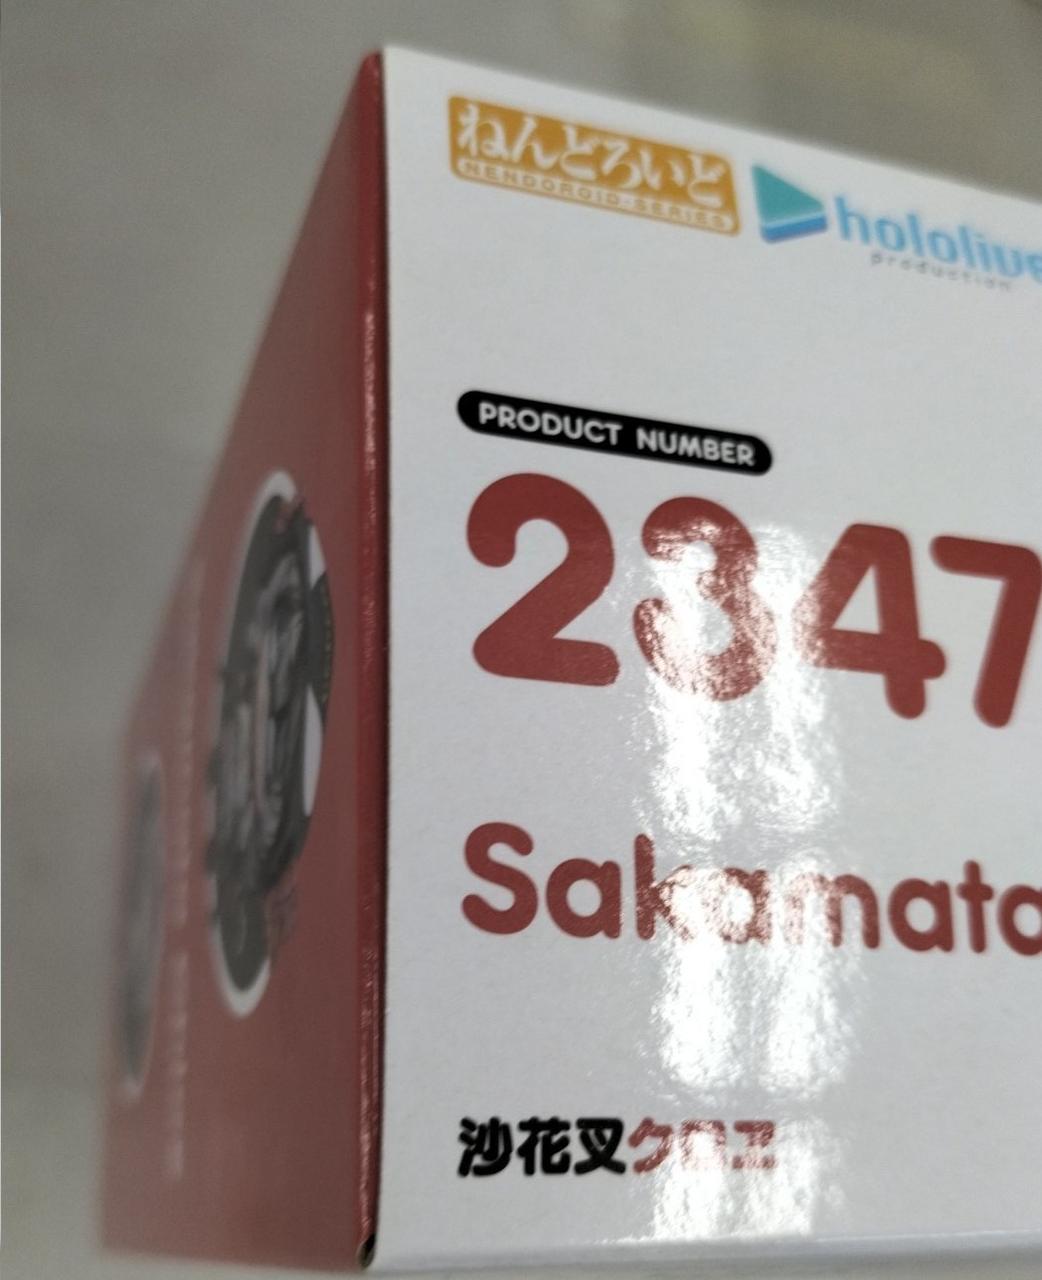 ねんどろいど
NENDOROID-SERIES
hololive
production
PRODUCT NUMBER
2347
Sakamata
沙花叉クロヱ